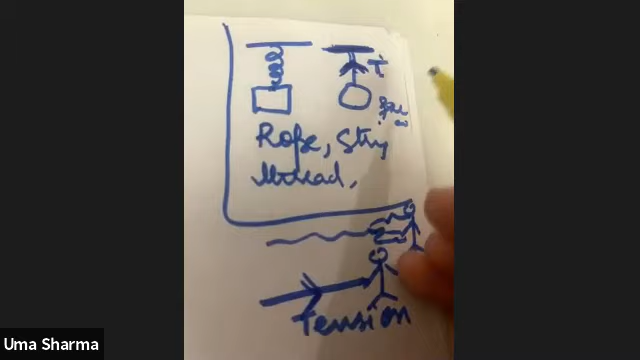 T
Rope, String
thread,
Tension
Uma Sharma